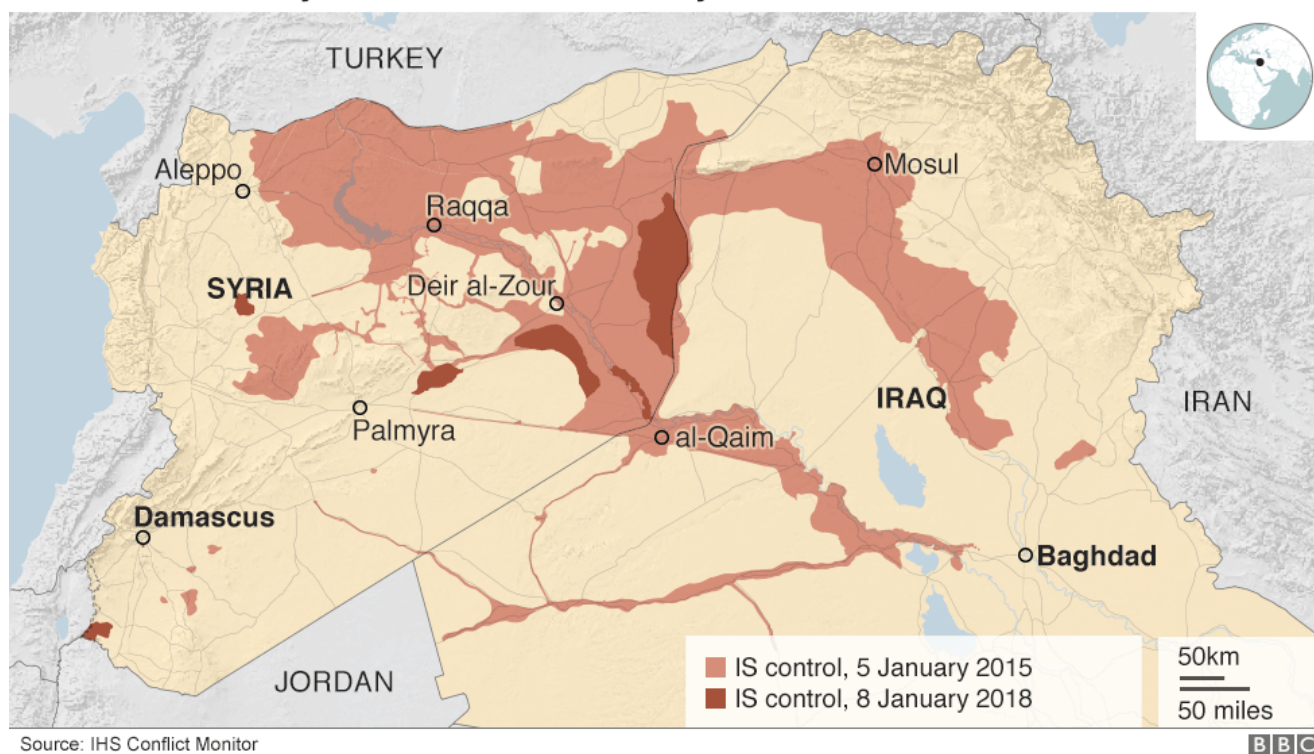 TURKEY
Aleppo
Mosul
Raqqa
SYRIA
Deir al-Zour
IRAQ
IRAN
Palmyra
al-Qaim
Damascus
Baghdad
JORDAN
IS control, 5 January 2015
IS control, 8 January 2018
50km
50 miles
Source: IHS Conflict Monitor
BBC